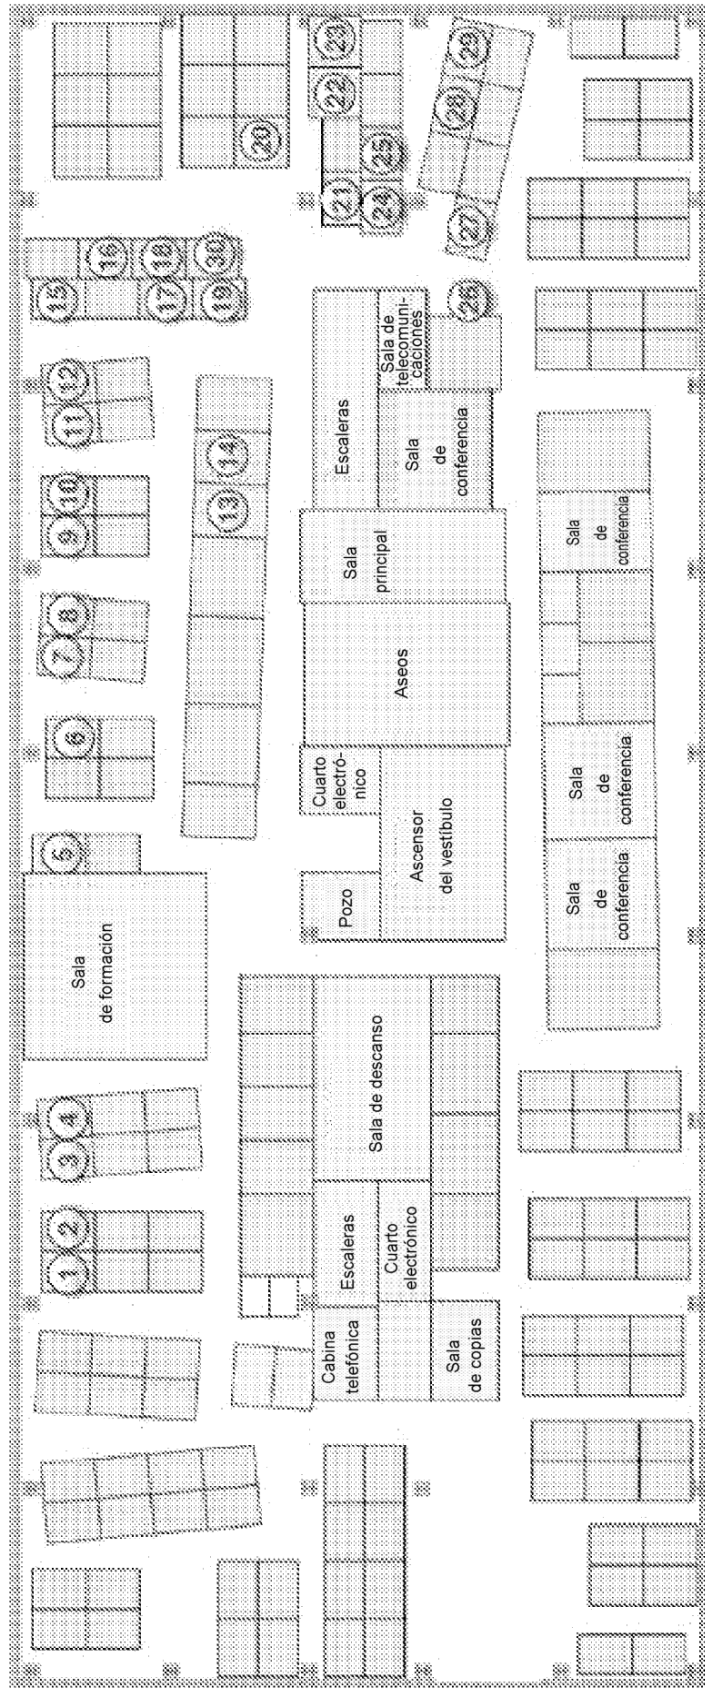 1
2
3
4
5
6
7
8
9
10
11
12
15
16
17
18
19
30
20
13
14
Sala
de formación
21
22
23
24
25
26
27
28
29
Cabina
telefónica
Escaleras
Cuarto
electrónico
Sala
de copias
Sala de descanso
Pozo
Ascensor
del vestíbulo
Cuarto
electró-
nico
Aseos
Sala
principal
Escaleras
Sala
de
conferencia
Sala de
telecomuni-
caciones
Sala
de
conferencia
Sala
de
conferencia
Sala
de
conferencia